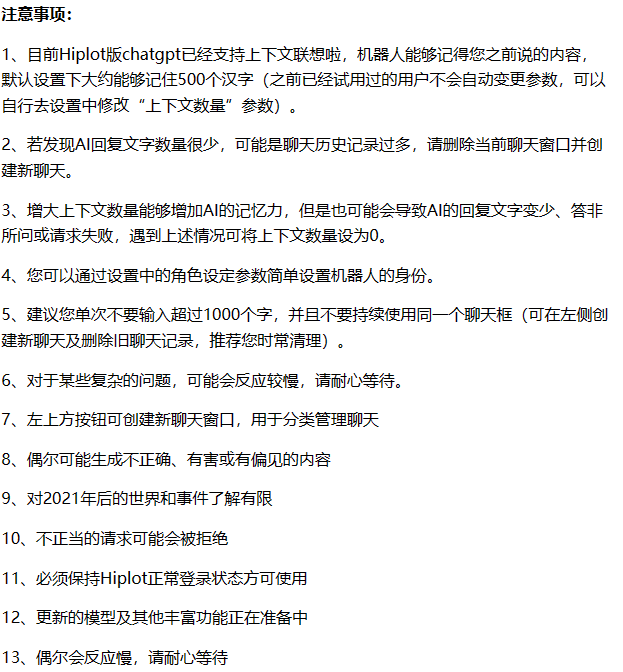 注意事项：
1、目前Hiplot版chatgpt已经支持上下文联想啦，机器人能够记得您之前说的内容，
默认设置下大约能够记住500个汉字（之前已经试用过的用户不会自动变更参数，可以
自行去设置中修改“上下文数量”参数）。
2、若发现AI回复文字数量很少，可能是聊天历史记录过多，请删除当前聊天窗口并创
建新聊天。
3、增大上下文数量能够增加AI的记忆力，但是也可能会导致AI的回复文字变少、答非
所问或请求失败，遇到上述情况可将上下文数量设为0。
4、您可以通过设置中的角色设定参数简单设置机器人的身份。
5、建议您单次不要输入超过1000个字，并且不要持续使用同一个聊天框（可在左侧创
建新聊天及删除旧聊天记录，推荐您时常清理）。
6、对于某些复杂的问题，可能会反应较慢，请耐心等待。
7、左上方按钮可创建新聊天窗口，用于分类管理聊天
8、偶尔可能生成不正确、有害或有偏见的内容
9、对2021年后的世界和事件了解有限
10、不正当的请求可能会被拒绝
11、必须保持Hiplot正常登录状态方可使用
12、更新的模型及其他丰富功能正在准备中
13、偶尔会反应慢，请耐心等待